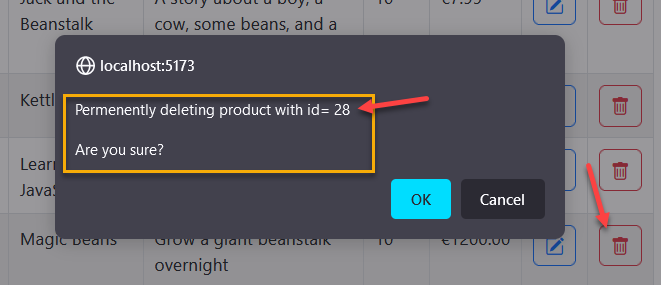 Jack and the
Beanstalk
A story about a boy, a
cow, some beans, and a
10
€7.99
localhost:5173
Permenently deleting product with id= 28
Are you sure?
OK
Cancel
Kettl
Learn
JavaS
Magic Beans
Grow a giant beanstalk
overnight
10
€1200.00